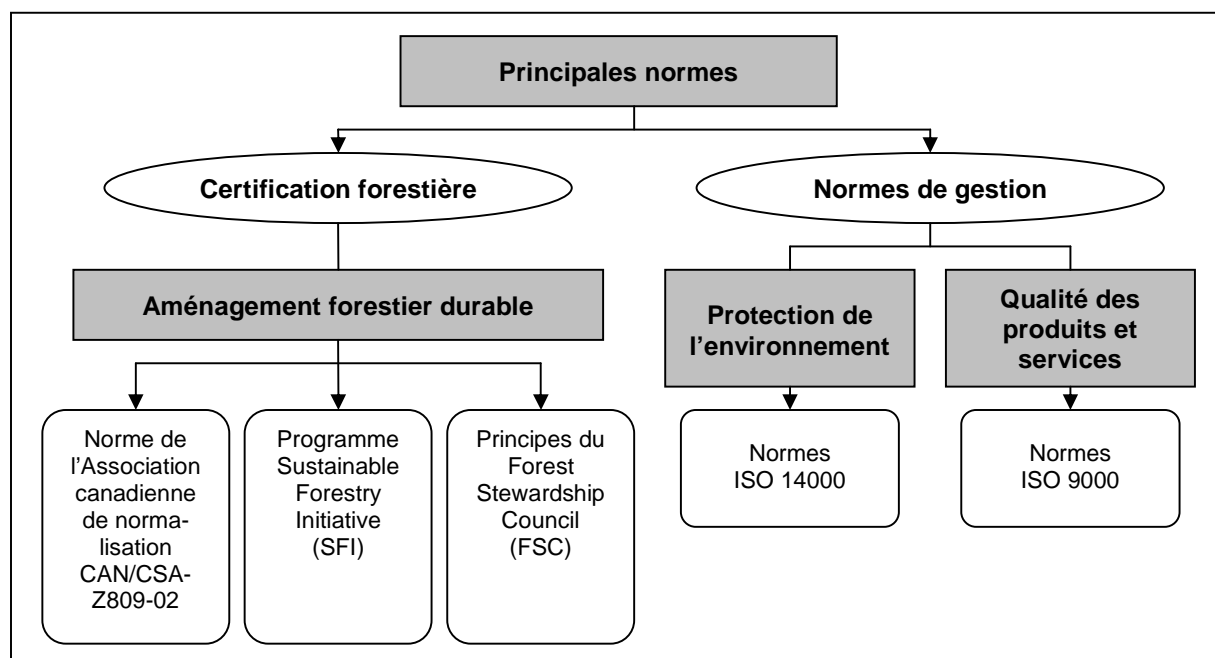 Principales normes
Certification forestière
Normes de gestion
Aménagement forestier durable
Protection de
l'environnement
Qualité des
produits et
services
Norme de
l'Association
canadienne
de norma-
lisation
CAN/CSA-
Z809-02
Programme
Sustainable
Forestry
Initiative
(SFI)
Principes du
Forest
Stewardship
Council
(FSC)
Normes
ISO 14000
Normes
ISO 9000